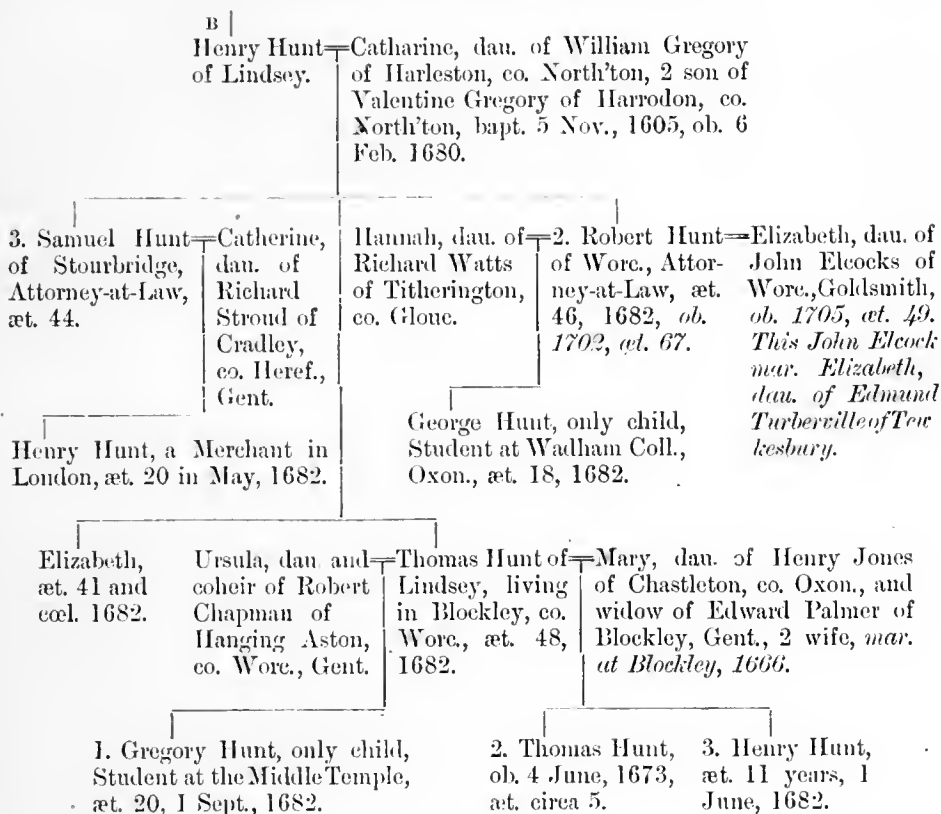 B
Henry Hunt=Catharine, dau. of William Gregory
of Lindsey. of Harleston, co. North'ton, 2 son of
Valentine Gregory of Harrodon, co.
North'ton, bapt. 5 Nov., 1605, ob. 6
Feb. 1680.
3. Samuel Hunt=Catherine,
of Stourbridge, dau. of
Attorney-at-Law, Richard
æt. 44. Stroud of
Cradley,
co. Heref.,
Gent.
Hannah, dau. of=2. Robert Hunt=Elizabeth, dau. of
Richard Watts of Worc., Attor- John Elcocks of
of Titherington, ney-at-Law, æt. Worc., Goldsmith,
co. Glouc. 46, 1682, ob. ob. 1705, æt. 49.
1702, æt. 67. This John Elcock
mar. Elizabeth,
dau. of Edmund
Turberville of Tew
kesbury.
Henry Hunt, a Merchant in
London, æt. 20 in May, 1682.
George Hunt, only child,
Student at Wadham Coll.,
Oxon., æt. 18, 1682.
Elizabeth,
æt. 41 and
cœl. 1682.
Ursula, dau and=Thomas Hunt of=Mary, dau. of Henry Jones
coheir of Robert Lindsey, living of Chastleton, co. Oxon., and
Chapman of in Blockley, co. widow of Edward Palmer of
Hanging Aston, Worc., æt. 48, Blockley, Gent., 2 wife, mar.
co. Worc., Gent. 1682. at Blockley, 1666.
1. Gregory Hunt, only child,
Student at the Middle Temple,
æt. 20, 1 Sept., 1682.
2. Thomas Hunt,
ob. 4 June, 1673,
æt. circa 5.
3. Henry Hunt,
æt. 11 years, 1
June, 1682.